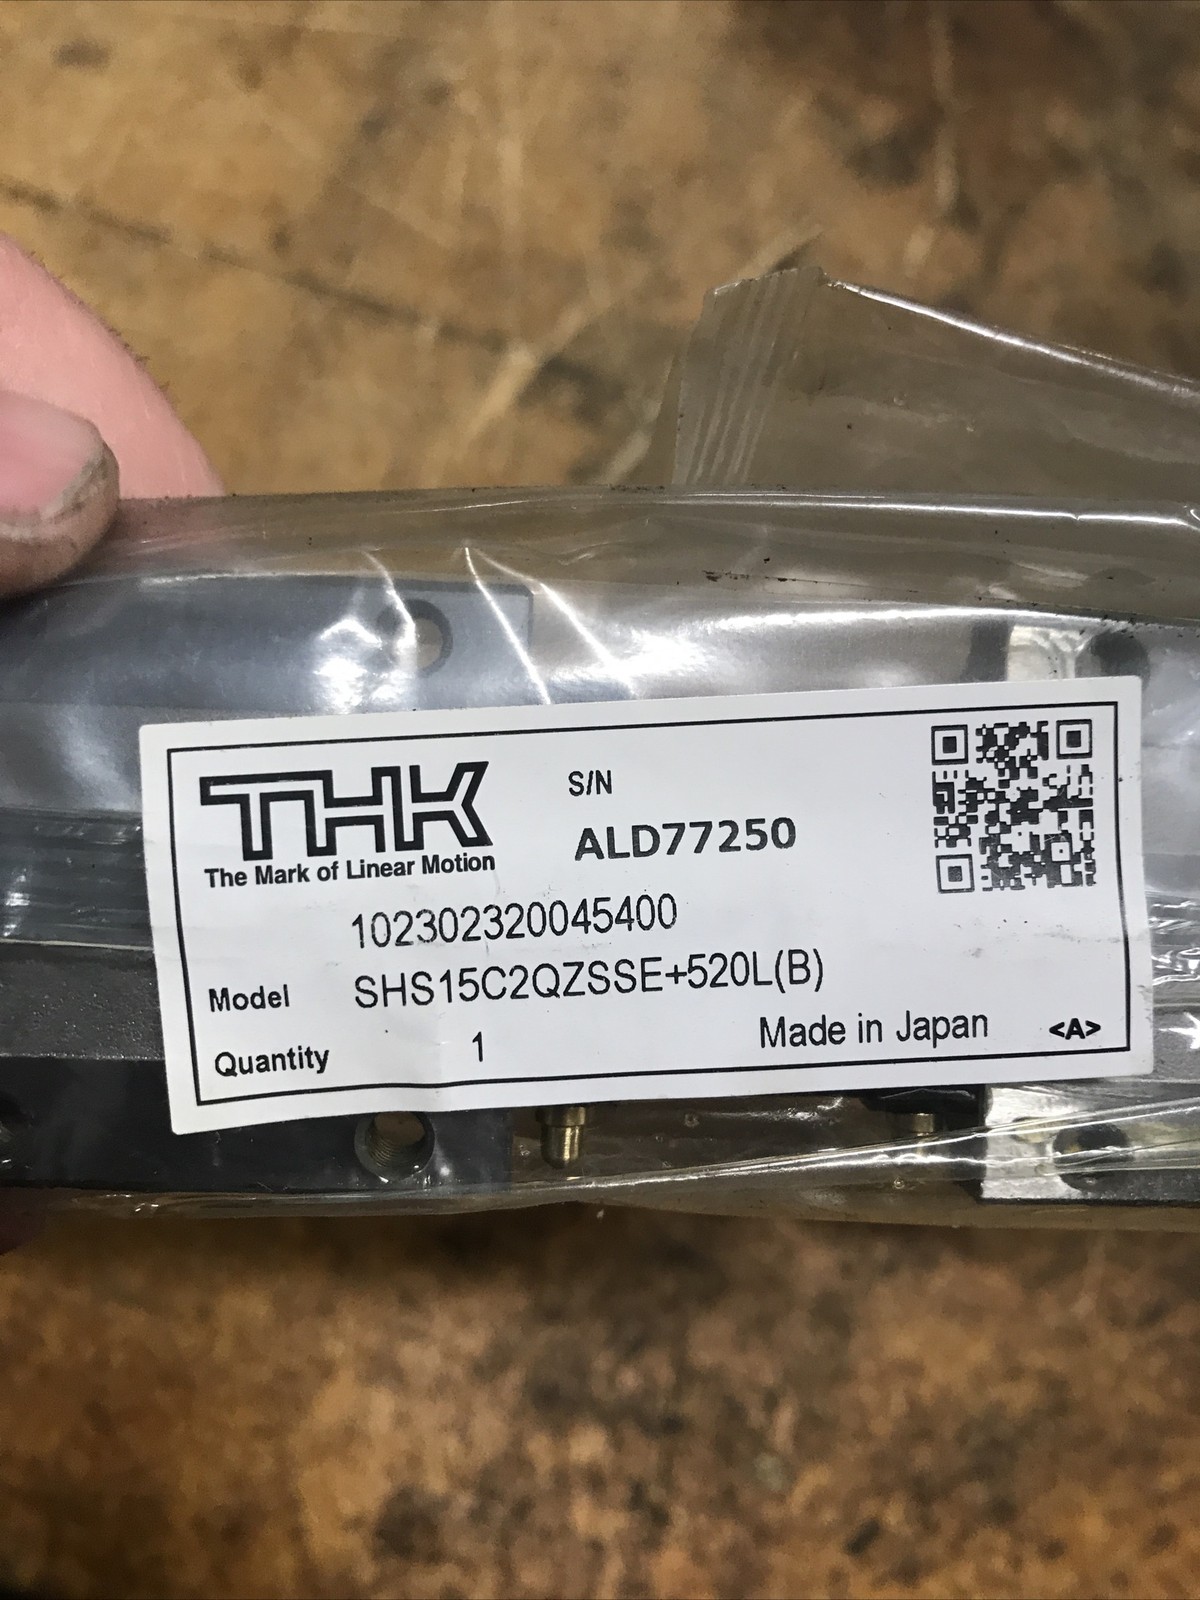 THK
The Mark of Linear Motion
S/N
ALD77250
102302320045400
Model SHS15C2QZSSE+520L(B)
Quantity 1 Made in Japan <A>